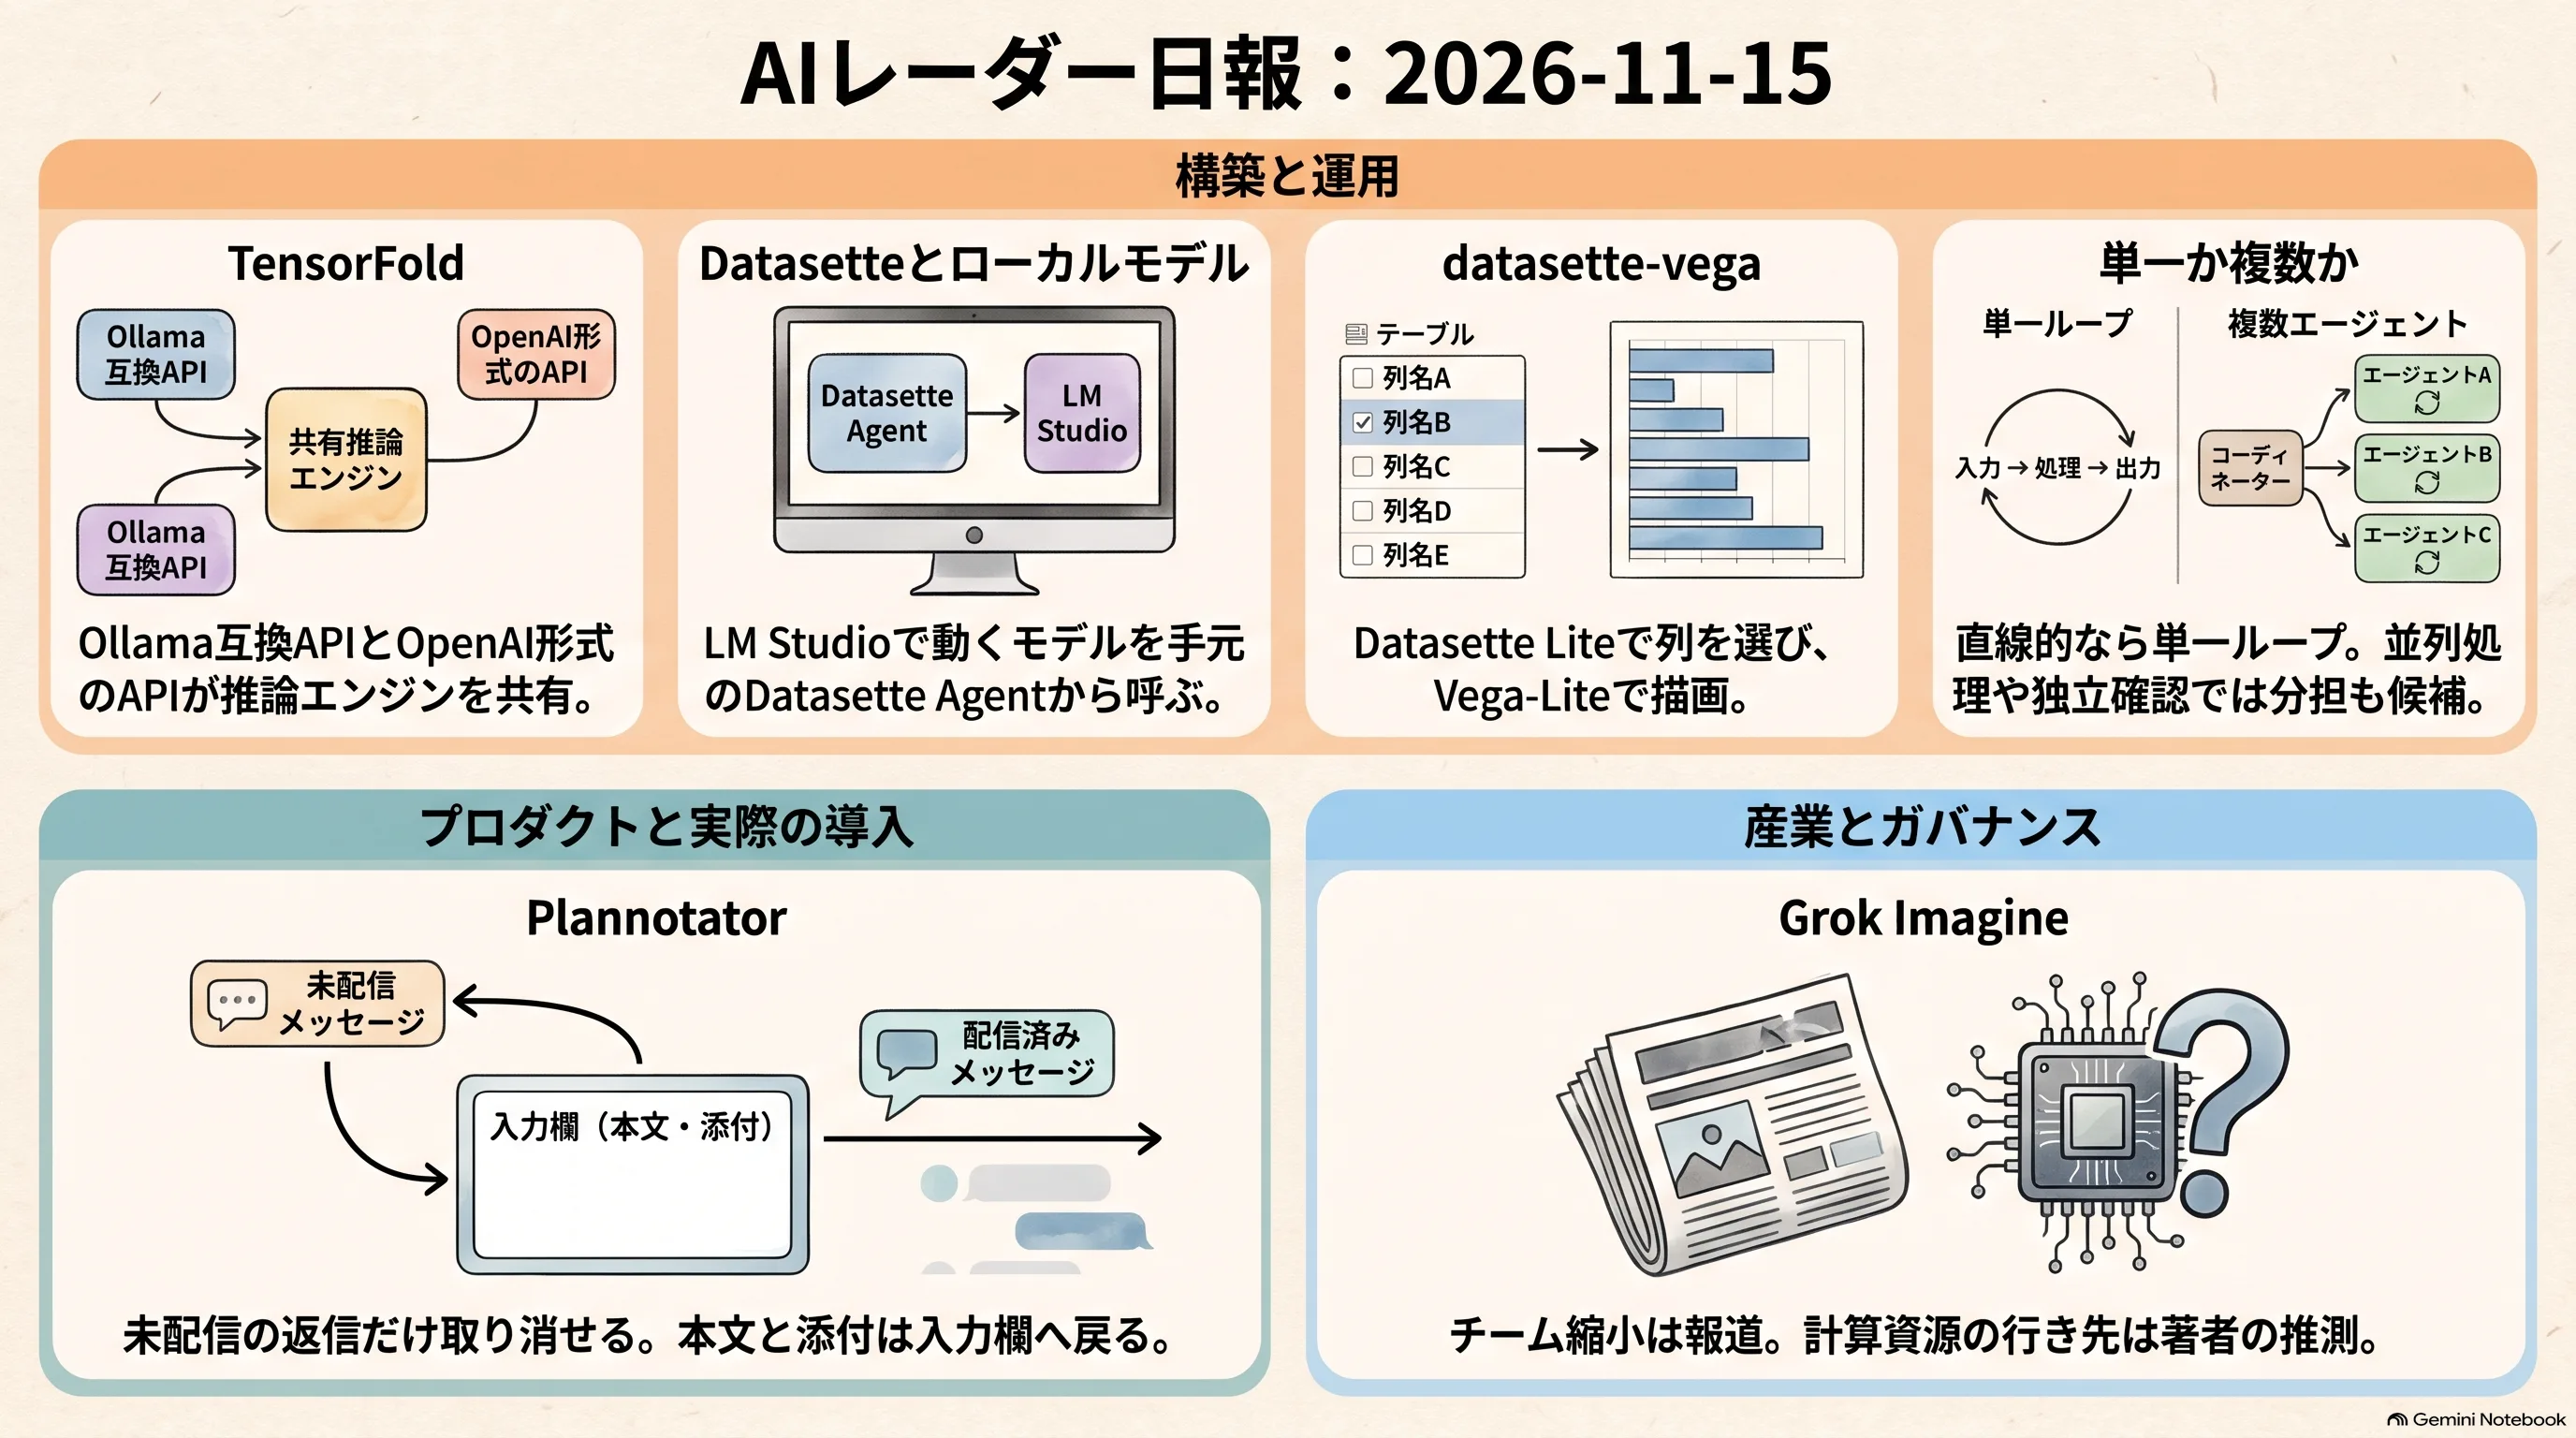 AIレーダー日報：2026-11-15
構築と運用
TensorFold
Ollama
互換API
OpenAI形
式のAPI
共有推論
エンジン
Ollama
互換API
Ollama互換APIとOpenAI形式
のAPIが推論エンジンを共有。
Datasetteとローカルモデル
Datasette
Agent
LM
Studio
LM Studioで動くモデルを手元
のDatasette Agentから呼ぶ。
datasette-vega
テーブル
列名A
列名B
列名C
列名D
列名E
Datasette Liteで列を選び、
Vega-Liteで描画。
単一か複数か
単一ループ
入力→処理→出力
複数エージェント
コーディ
ネーター
エージェントA
エージェントB
エージェントC
直線的なら単一ループ。並列処
理や独立確認では分担も候補。
プロダクトと実際の導入
Plannotator
未配信
メッセージ
入力欄（本文・添付）
配信済み
メッセージ
未配信の返信だけ取り消せる。本文と添付は入力欄へ戻る。
産業とガバナンス
Grok Imagine
?
チーム縮小は報道。計算資源の行き先は著者の推測。
Gemini Notebook